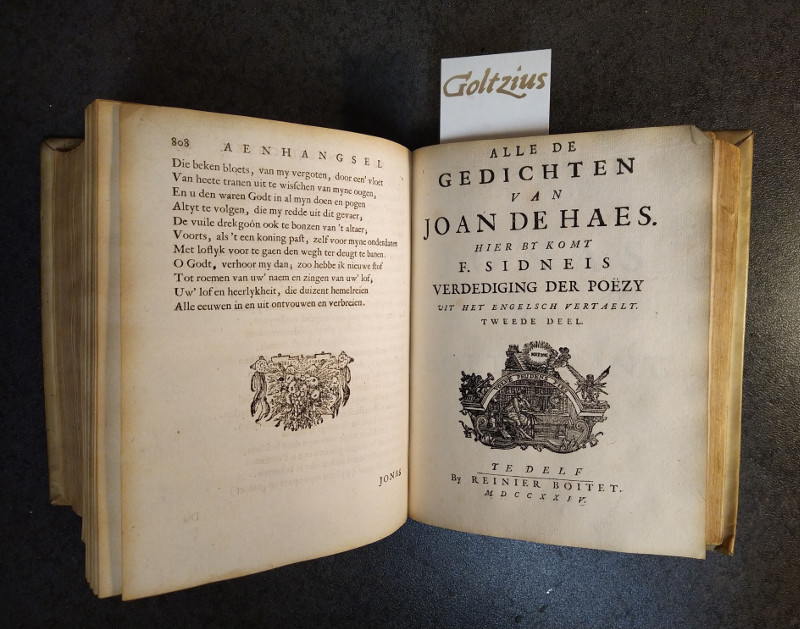 Goltzius
808 AENHANGSEL
Die beken bloets, van my vergoten, door een' vloet
Van heete tranen uit te wisschen van myne oogen,
En u den waren Godt in al myn doen en pogen
Altyt te volgen, die my redde uit dit gevaer;
De vuile drekgoôn ook te bonzen van 't altaer;
Voorts, als 't een koning past, zelf voor myne onderdanen
Met loflyk voor te gaen den wegh ter deugt te banen.
O Godt, verhoor my dan; zoo hebbe ik nieuwe stof
Tot roemen van uw' naem en zingen van uw' lof,
Uw' lof en heerlykheit, die duizent hemelreien
Alle eeuwen in en uit ontvouwen en verbreien.
JONAS
ALLE DE
GEDICHTEN
VAN
JOAN DE HAES.
HIER BY KOMT
F. SIDNEIS
VERDEDIGING DER POËZY
UIT HET ENGELSCH VERTAELT.
TWEEDE DEEL.
TE DELF
By REINIER BOITET.
MDCCXXIV.